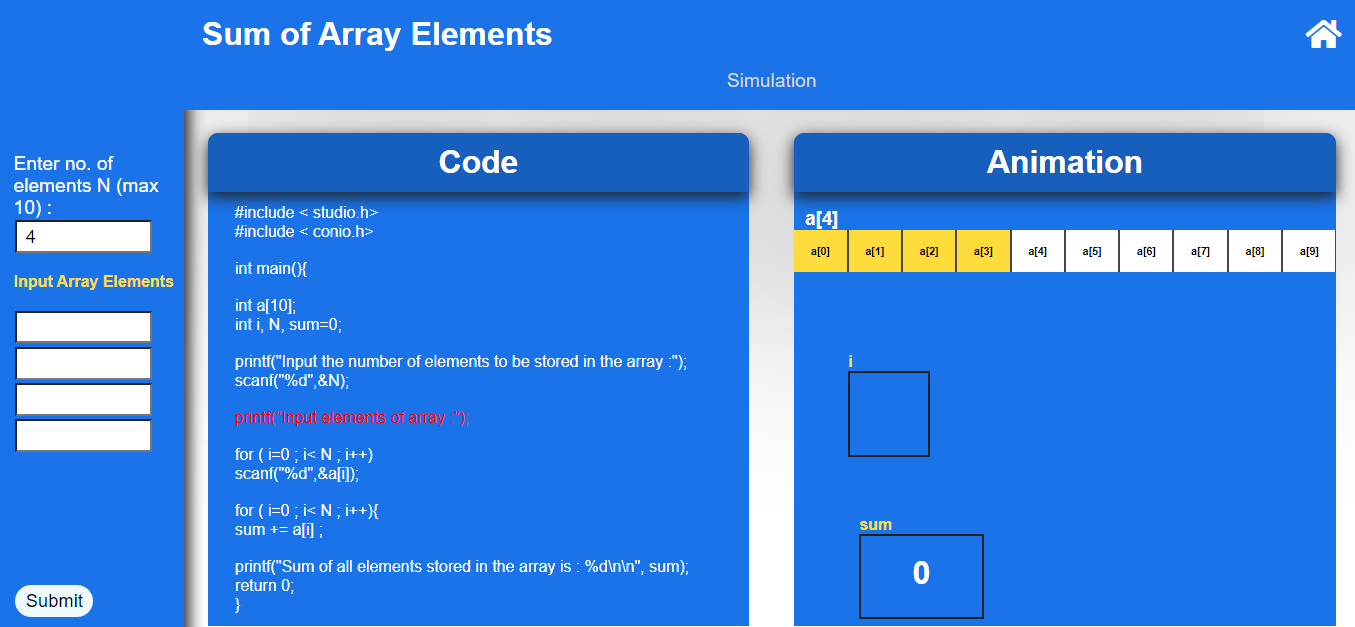 Sum of Array Elements
Simulation
Enter no. of
elements N (max
10) :
4
Input Array Elements
Submit
Code
#include < studio.h>
#include < conio.h>
int main(){
int a[10];
int i, N, sum=0;
printf("Input the number of elements to be stored in the array :");
scanf("%d",&N);
printf("Input elements of array :");
for ( i=0 ; i< N ; i++)
scanf("%d",&a[i]);
for ( i=0 ; i< N ; i++){
sum += a[i] ;
printf("Sum of all elements stored in the array is : %d\n\n", sum);
return 0;
}
Animation
a[4]
a[0] a[1] a[2] a[3] a[4] a[5] a[6] a[7] a[8] a[9]
i
sum
0